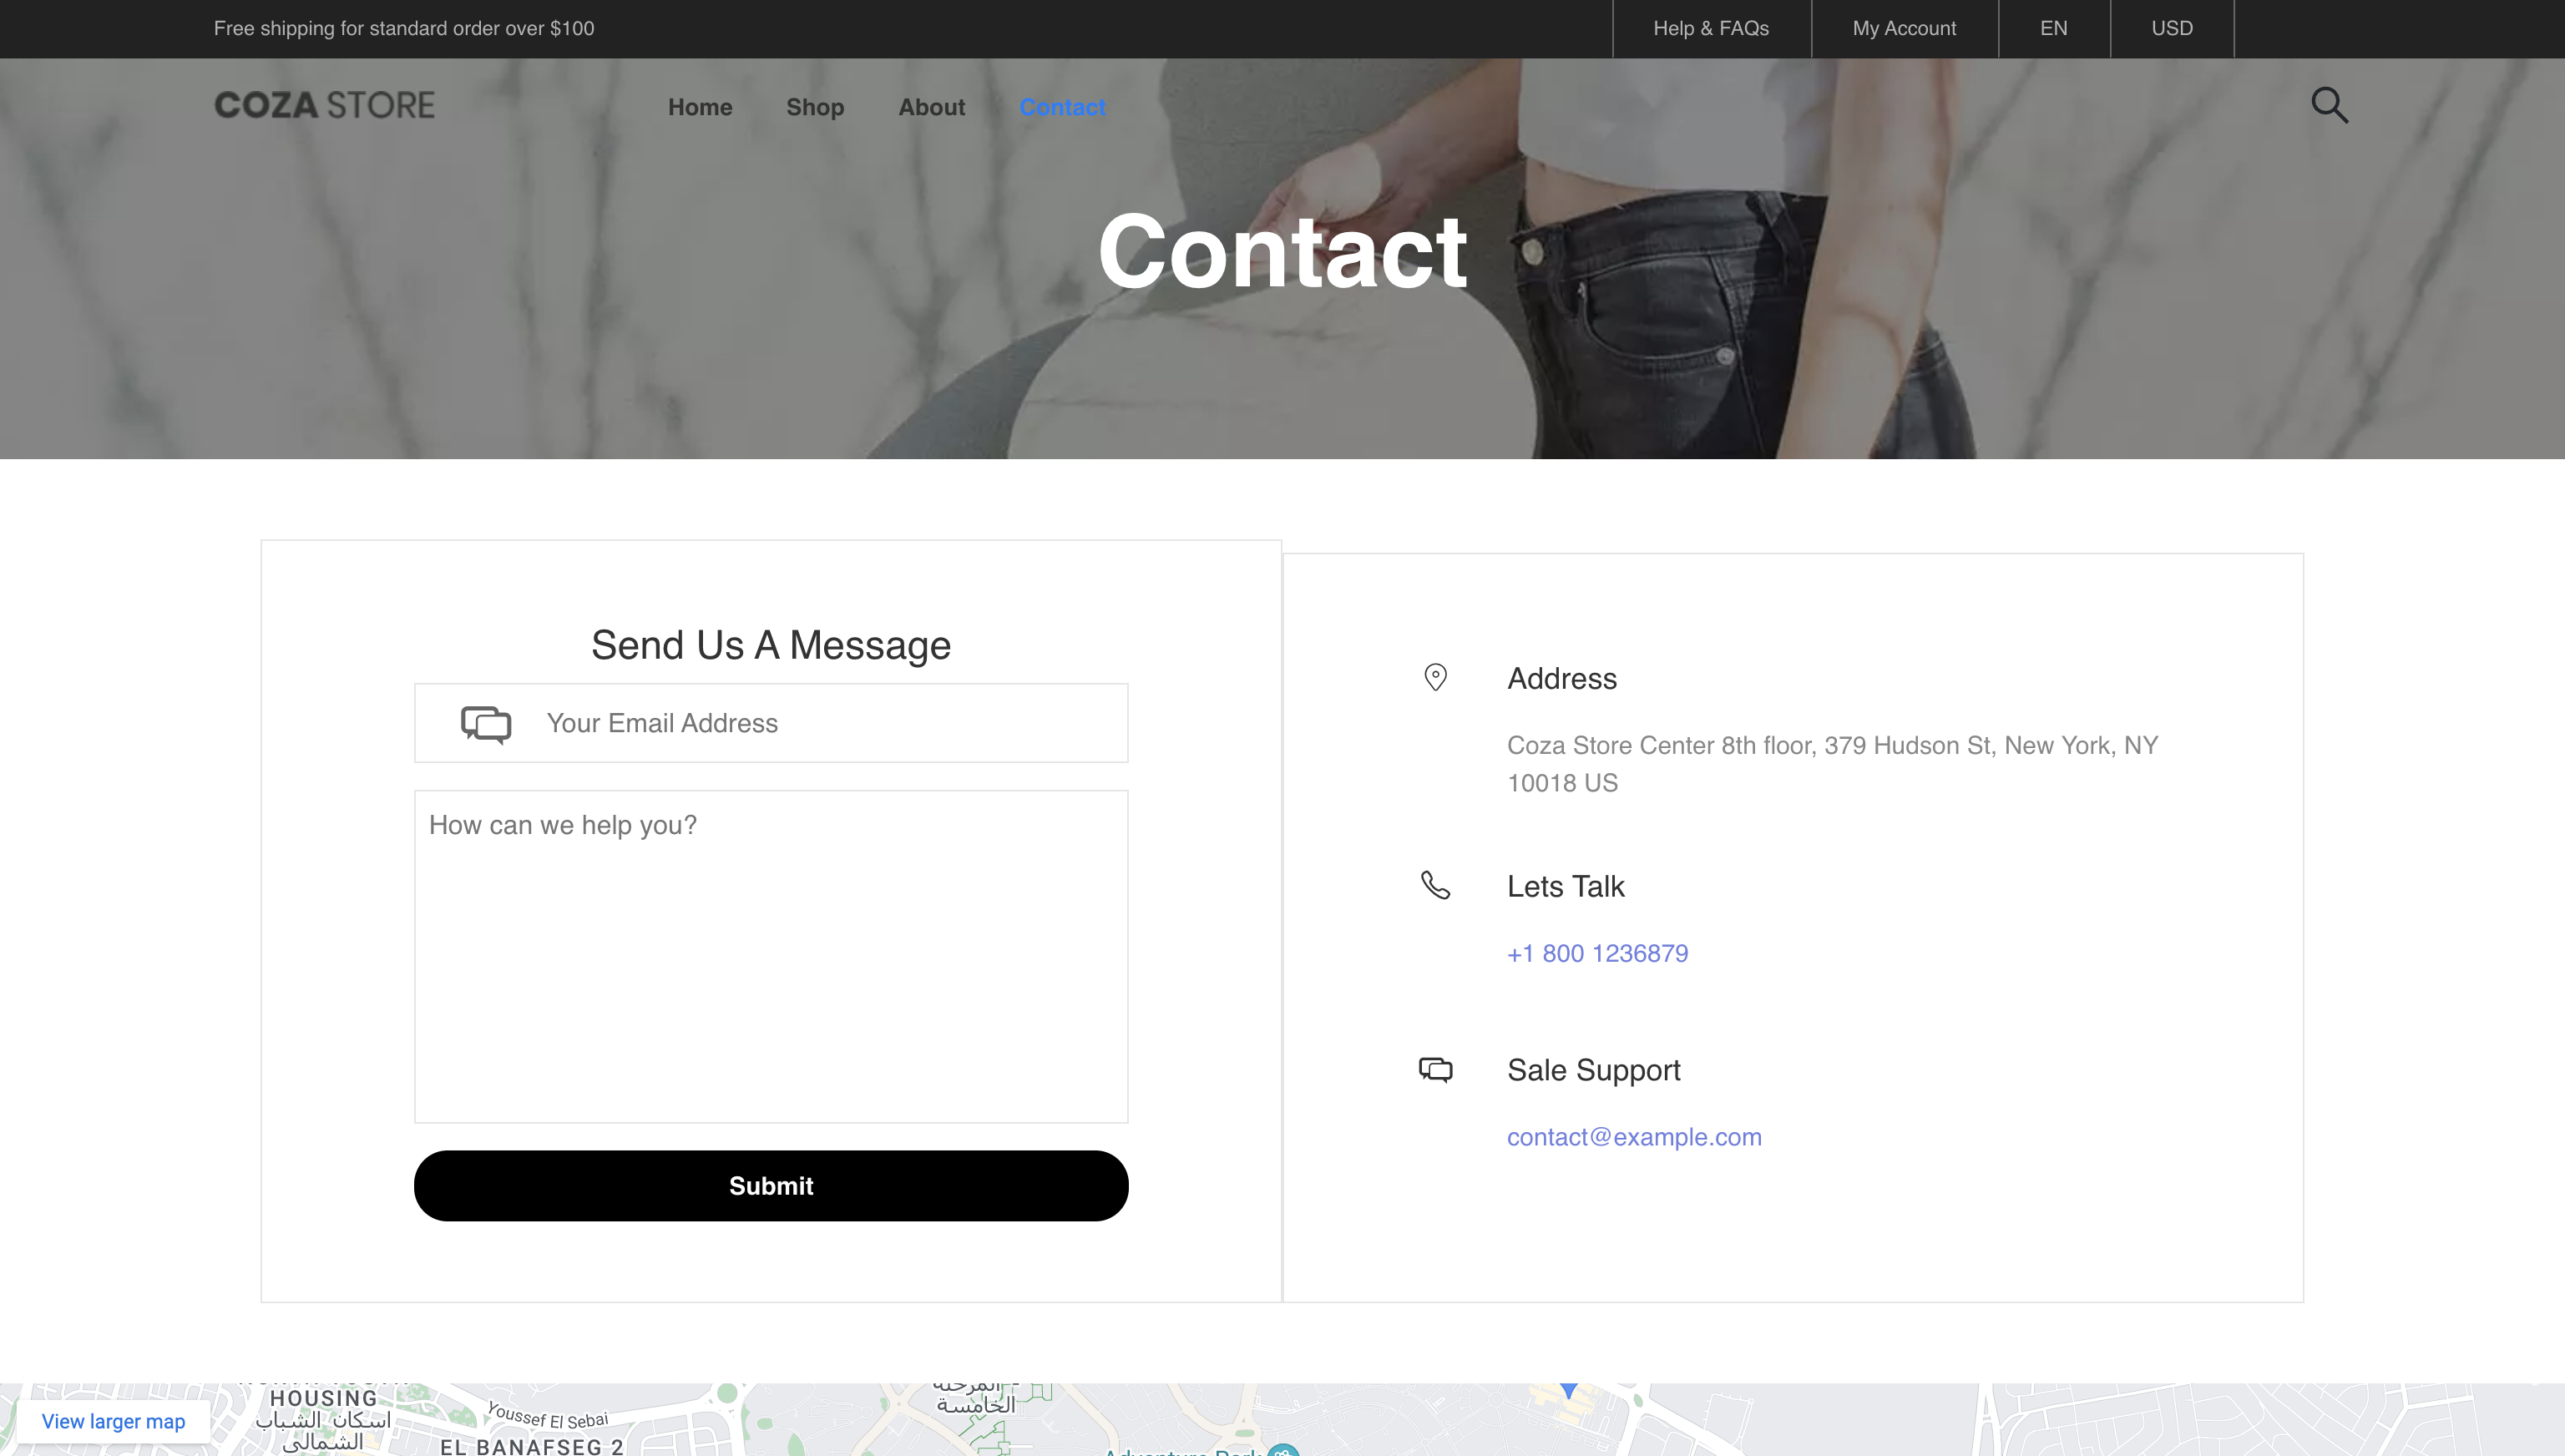 Free shipping for standard order over $100
Help & FAQs
My Account
EN
USD
COZA STORE
Home
Shop
About
Contact
Contact
Send Us A Message
Your Email Address
How can we help you?
Submit
Address
Coza Store Center 8th floor, 379 Hudson St, New York, NY
10018 US
Lets Talk
+1 800 1236879
Sale Support
contact@example.com
View larger map
HOUSING
اسكان الشباب
الشمالى
Youssef El Sebai
EL BANAFSEG 2
الخامسة